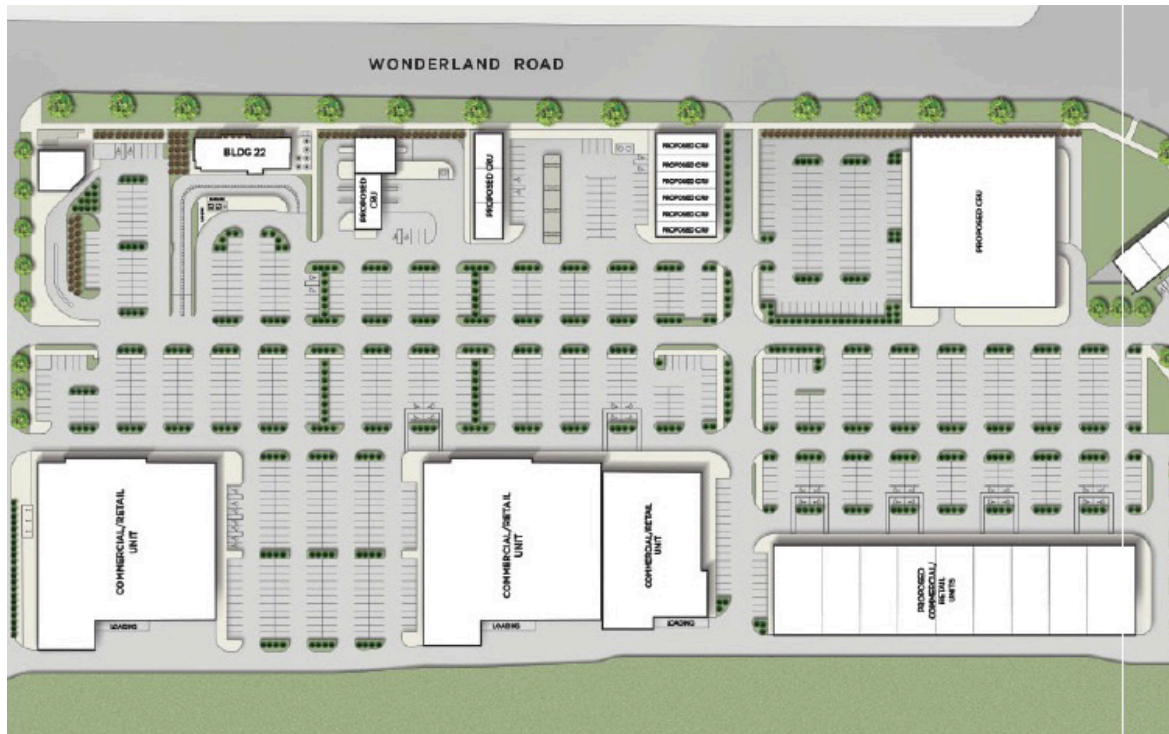 WONDERLAND ROAD
BLDG 22
PROPOSED
CRU
PROPOSED CRU
PROPOSED CRU
PROPOSED CRU
PROPOSED CRU
PROPOSED CRU
PROPOSED CRU
PROPOSED CRU
PROPOSED CRU
COMMERCIAL/RETAIL
UNIT
LOADING
COMMERCIAL/RETAIL
UNIT
LOADING
COMMERCIAL/RETAIL
UNIT
LOADING
PROPOSED
COMMERCIAL/
RETAIL
UNITS